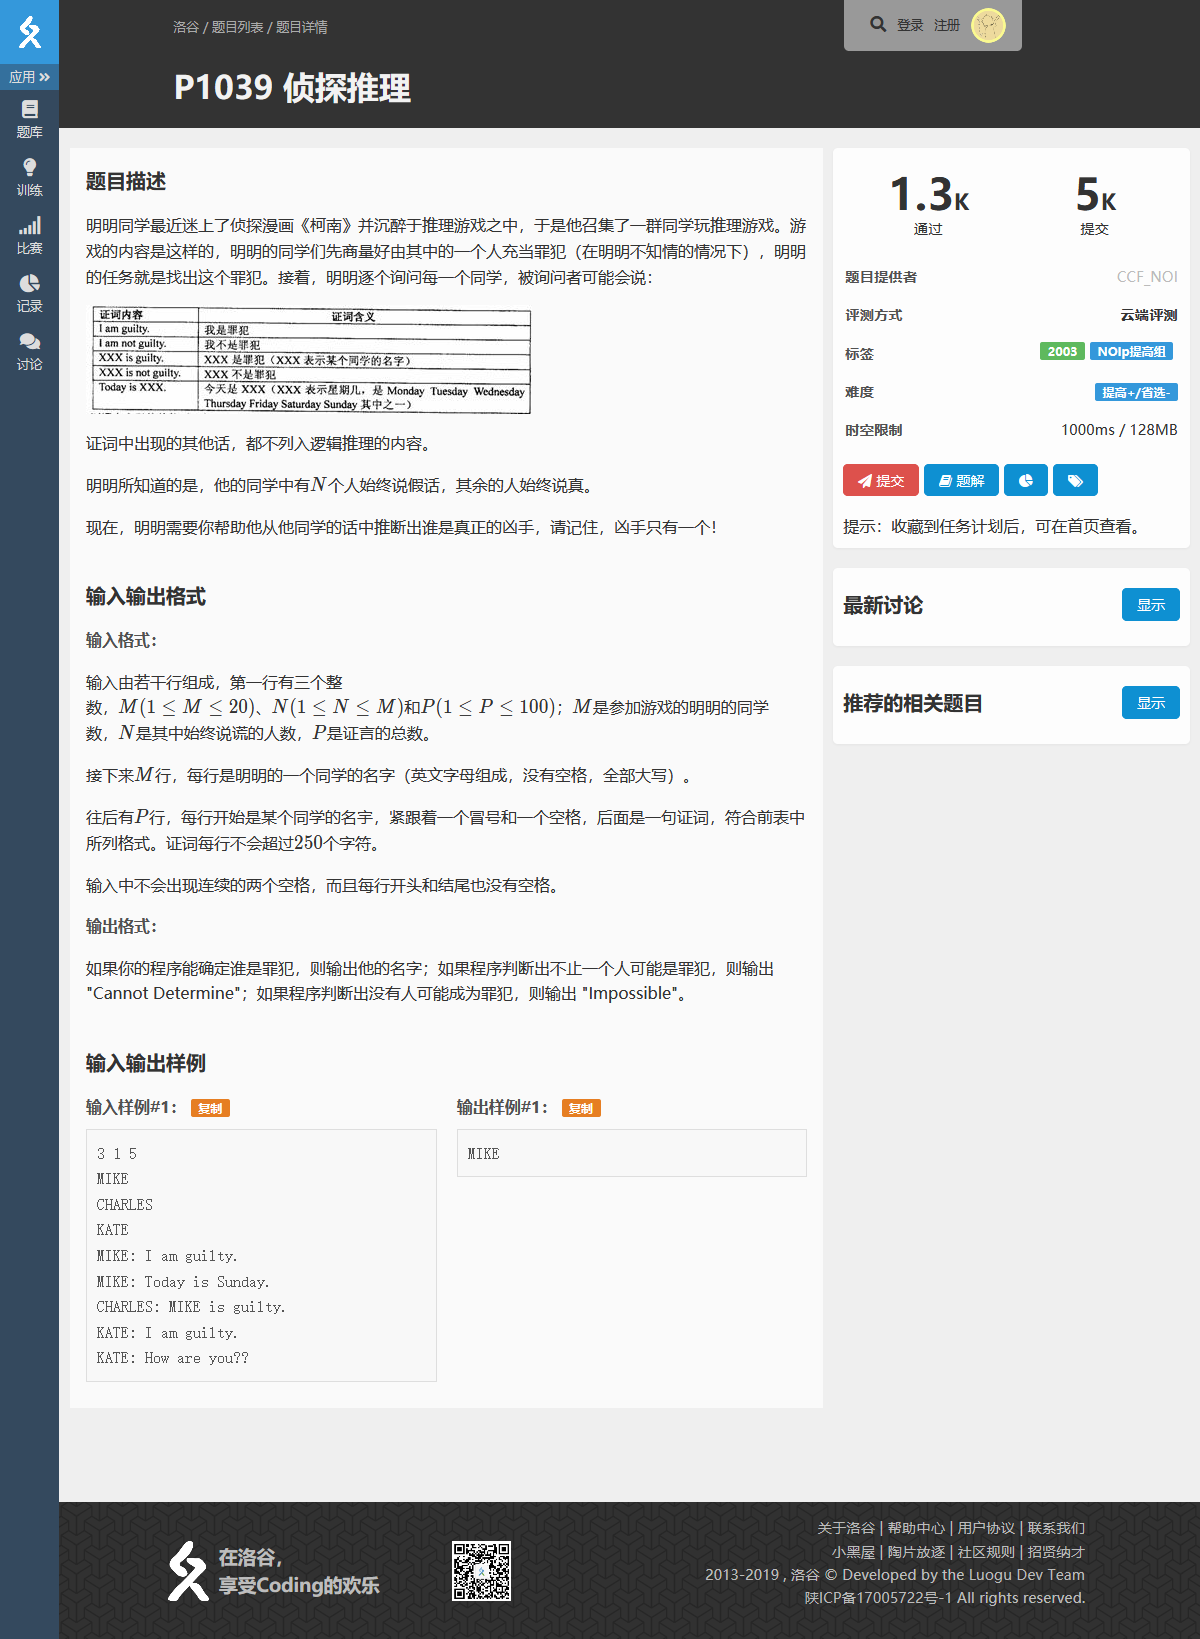 洛谷 / 题目列表 / 题目详情
登录 注册
P1039 侦探推理
应用
题库
训练
比赛
记录
讨论
题目描述
明明同学最近迷上了侦探漫画《柯南》并沉醉于推理游戏之中，于是他召集了一群同学玩推理游戏。游
戏的内容是这样的，明明的同学们先商量好由其中的一个人充当罪犯（在明明不知情的情况下），明明
的任务就是找出这个罪犯。接着，明明逐个询问每一个同学，被询问者可能会说：
证词内容 证词含义
I am guilty. 我是罪犯
I am not guilty. 我不是罪犯
XXX is guilty. XXX 是罪犯（XXX 表示某个同学的名字）
XXX is not guilty. XXX 不是罪犯
Today is XXX. 今天是 XXX（XXX 表示星期几，是 Monday Tuesday Wednesday
Thursday Friday Saturday Sunday 其中之一）
证词中出现的其他话，都不列入逻辑推理的内容。
明明所知道的是，他的同学中有N个人始终说假话，其余的人始终说真。
现在，明明需要你帮助他从他同学的话中推断出谁是真正的凶手，请记住，凶手只有一个！
输入输出格式
输入格式：
输入由若干行组成，第一行有三个整
数，M(1 ≤ M ≤ 20)、N(1 ≤ N ≤ M)和P(1 ≤ P ≤ 100)；M是参加游戏的明明的同学
数，N是其中始终说谎的人数，P是证言的总数。
接下来M行，每行是明明的一个同学的名字（英文字母组成，没有空格，全部大写）。
往后有P行，每行开始是某个同学的名宇，紧跟着一个冒号和一个空格，后面是一句证词，符合前表中
所列格式。证词每行不会超过250个字符。
输入中不会出现连续的两个空格，而且每行开头和结尾也没有空格。
输出格式：
如果你的程序能确定谁是罪犯，则输出他的名字；如果程序判断出不止一个人可能是罪犯，则输出
"Cannot Determine"；如果程序判断出没有人可能成为罪犯，则输出 "Impossible"。
输入输出样例
输入样例#1： 复制
3 1 5
MIKE
CHARLES
KATE
MIKE: I am guilty.
MIKE: Today is Sunday.
CHARLES: MIKE is guilty.
KATE: I am guilty.
KATE: How are you??
输出样例#1： 复制
MIKE
1.3K 5K
通过 提交
题目提供者 CCF_NOI
评测方式 云端评测
标签 2003 NOIp提高组
难度 提高+/省选-
时空限制 1000ms / 128MB
提交 题解
提示：收藏到任务计划后，可在首页查看。
最新讨论 显示
推荐的相关题目 显示
在洛谷，
享受Coding的欢乐
关于洛谷 | 帮助中心 | 用户协议 | 联系我们
小黑屋 | 陶片放逐 | 社区规则 | 招贤纳才
2013-2019 , 洛谷 © Developed by the Luogu Dev Team
陕ICP备17005722号-1 All rights reserved.